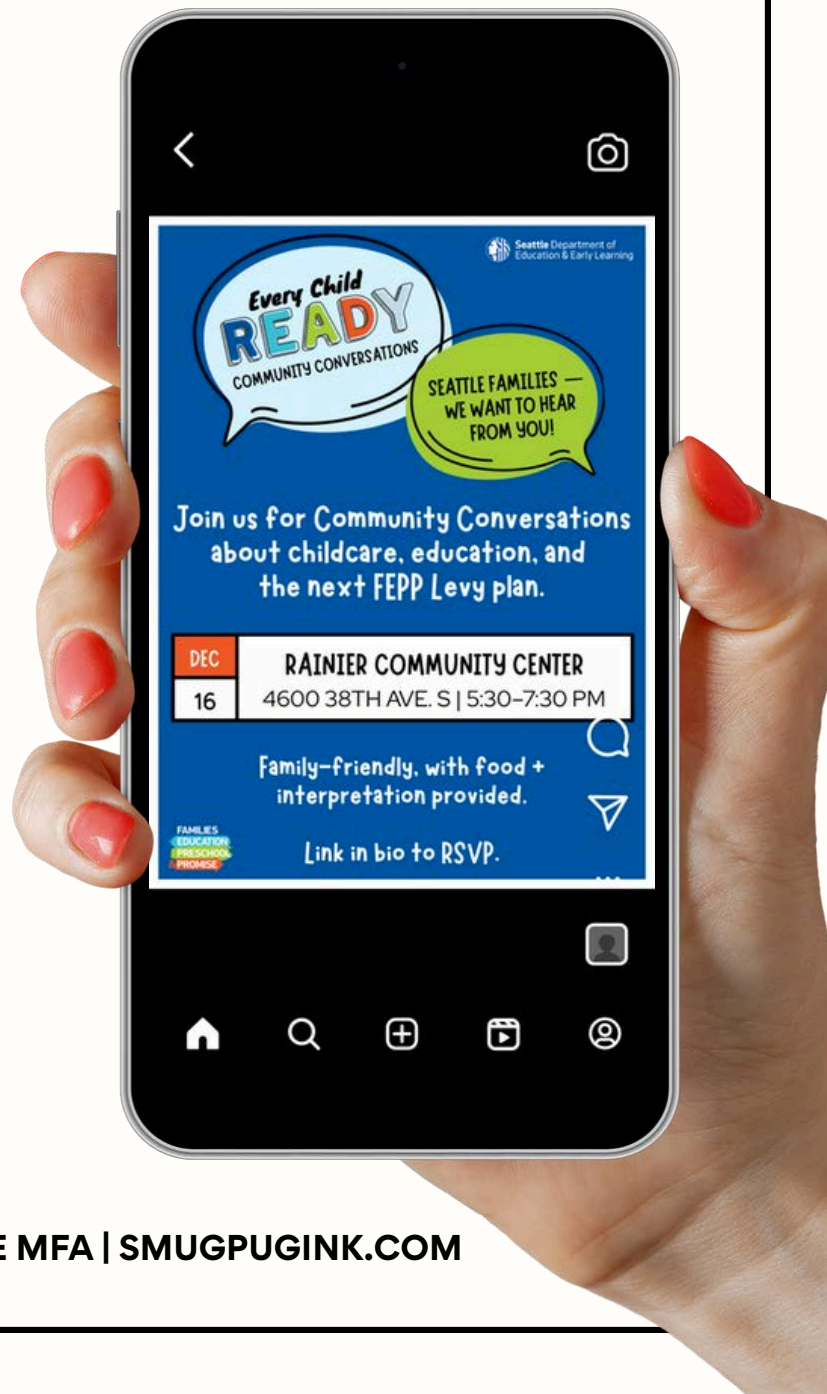 Seattle Department of
Education & Early Learning
Every Child
READY
COMMUNITY CONVERSATIONS
SEATTLE FAMILIES —
WE WANT TO HEAR
FROM YOU!
Join us for Community Conversations
about childcare, education, and
the next FEPP Levy plan.
DEC
16
RAINIER COMMUNITY CENTER
4600 38TH AVE. S | 5:30–7:30 PM
Family-friendly, with food +
interpretation provided.
FAMILIES
EDUCATION
PRESCHOOL
PROMISE
Link in bio to RSVP.
E MFA | SMUGPUGINK.COM